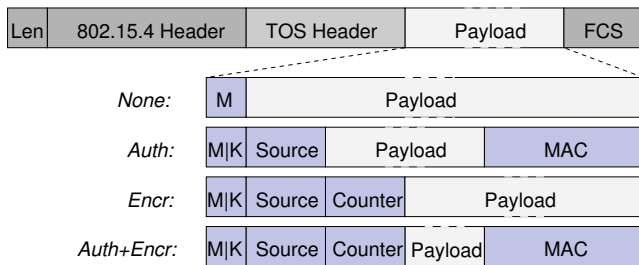 Len 802.15.4 Header TOS Header Payload FCS
None: M Payload
Auth: M|K Source Payload MAC
Encr: M|K Source Counter Payload
Auth+Encr: M|K Source Counter Payload MAC